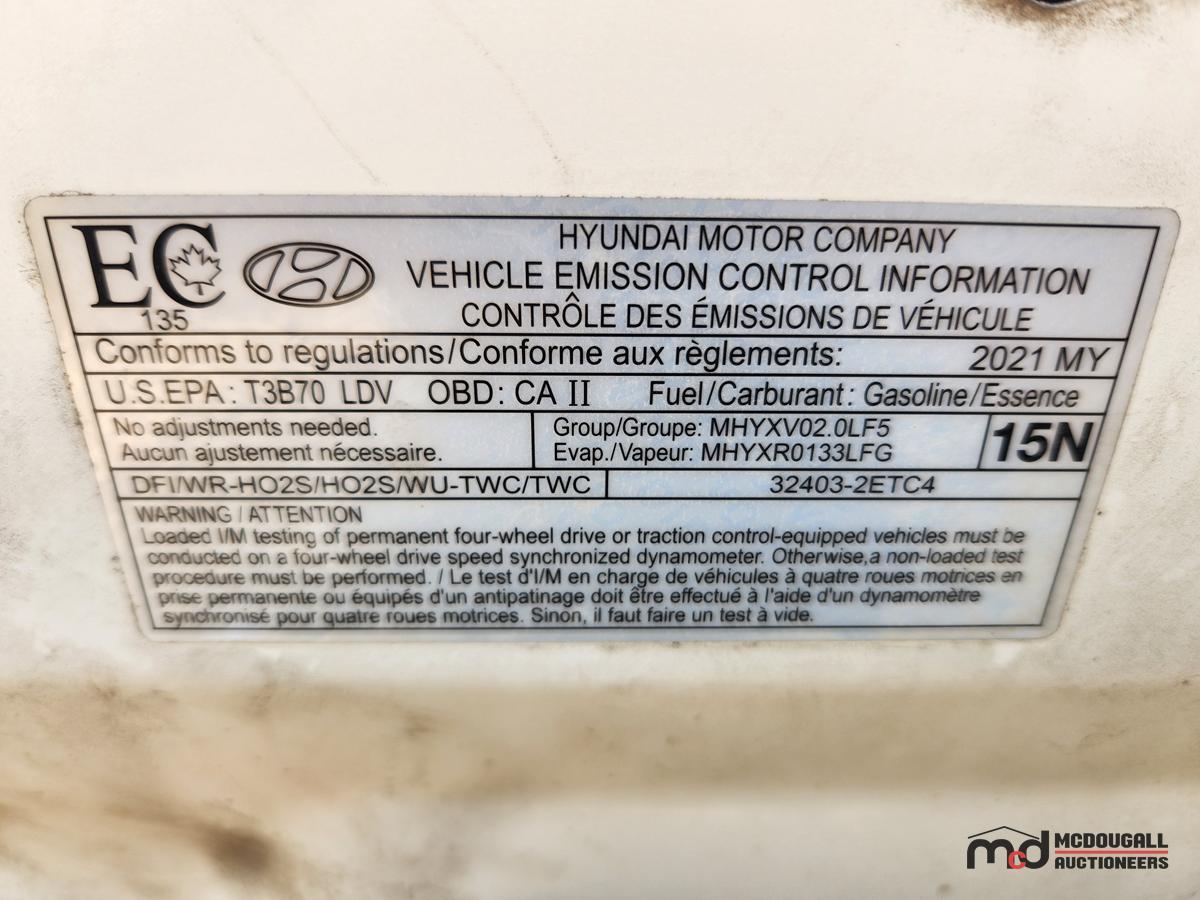 EC
135
HYUNDAI MOTOR COMPANY
VEHICLE EMISSION CONTROL INFORMATION
CONTRÔLE DES ÉMISSIONS DE VÉHICULE
Conforms to regulations/Conforme aux règlements: 2021 MY
U.S.EPA: T3B70 LDV OBD: CA II Fuel/Carburant: Gasoline/Essence
No adjustments needed.
Aucun ajustement nécessaire.
Group/Groupe: MHYXV02.0LF5
Evap./Vapeur: MHYXR0133LFG
15N
DFI/WR-HO2S/HO2S/WU-TWC/TWC 32403-2ETC4
WARNING / ATTENTION
Loaded I/M testing of permanent four-wheel drive or traction control-equipped vehicles must be
conducted on a four-wheel drive speed synchronized dynamometer. Otherwise,a non-loaded test
procedure must be performed. / Le test d'I/M en charge de véhicules à quatre roues motrices en
prise permanente ou équipés d'un antipatinage doit être effectué à l'aide d'un dynamomètre
synchronisé pour quatre roues motrices. Sinon, il faut faire un test à vide.
mcd MCDOUGALL
AUCTIONEERS